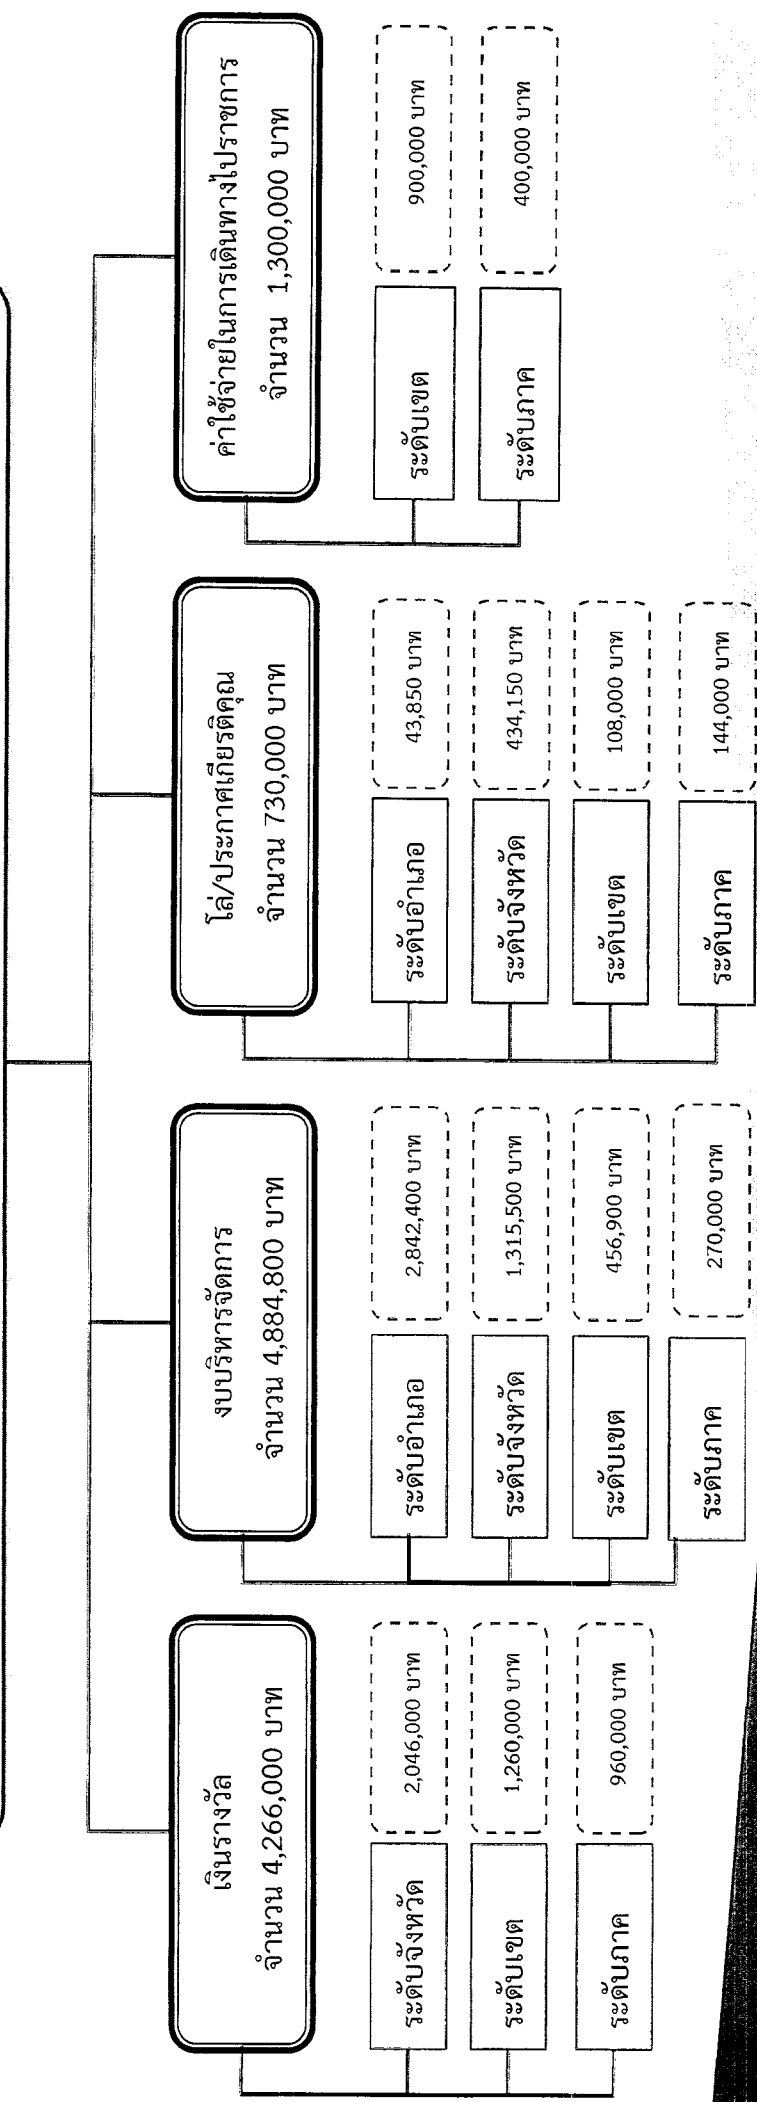 เงินรางวัล
จำนวน 4,266,000 บาท
ระดับจังหวัด
2,046,000 บาท
ระดับเขต
1,260,000 บาท
ระดับภาค
960,000 บาท
งบบริหารจัดการ
จำนวน 4,884,800 บาท
ระดับอำเภอ
2,842,400 บาท
ระดับจังหวัด
1,315,500 บาท
ระดับเขต
456,900 บาท
ระดับภาค
270,000 บาท
โล่/ประกาศเกียรติคุณ
จำนวน 730,000 บาท
ระดับอำเภอ
43,850 บาท
ระดับจังหวัด
434,150 บาท
ระดับเขต
108,000 บาท
ระดับภาค
144,000 บาท
ค่าใช้จ่ายในการเดินทางไปราชการ
จำนวน 1,300,000 บาท
ระดับเขต
900,000 บาท
ระดับภาค
400,000 บาท